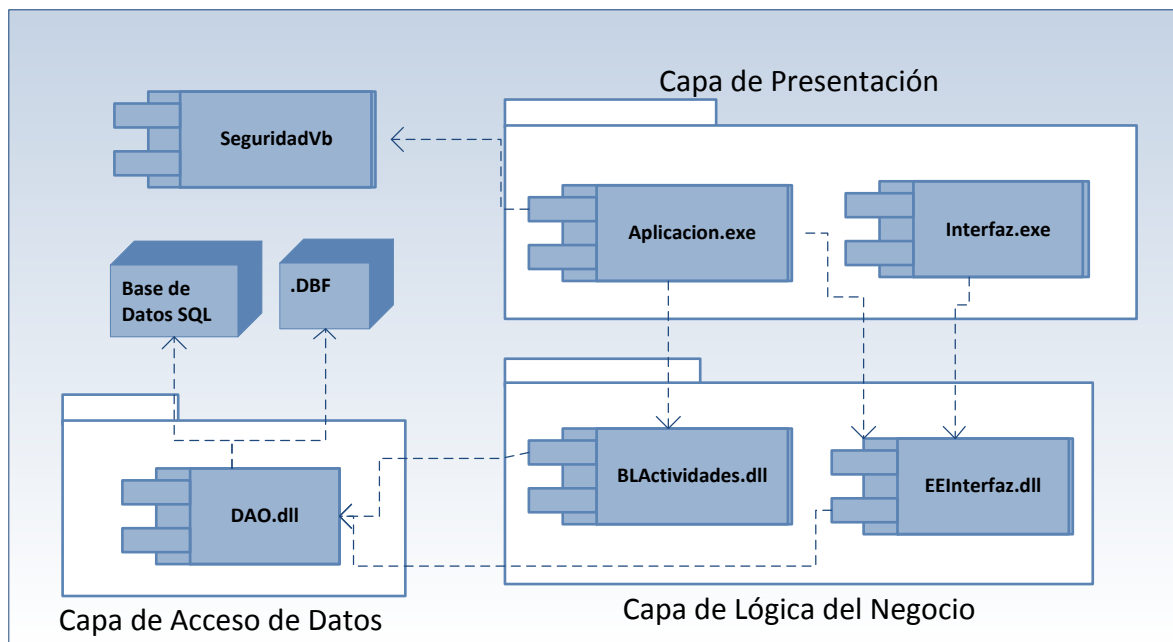 Capa de Presentación
SeguridadVb
Aplicacion.exe
Interfaz.exe
Base de
Datos SQL
.DBF
BLActividades.dll
EEInterfaz.dll
DAO.dll
Capa de Acceso de Datos
Capa de Lógica del Negocio